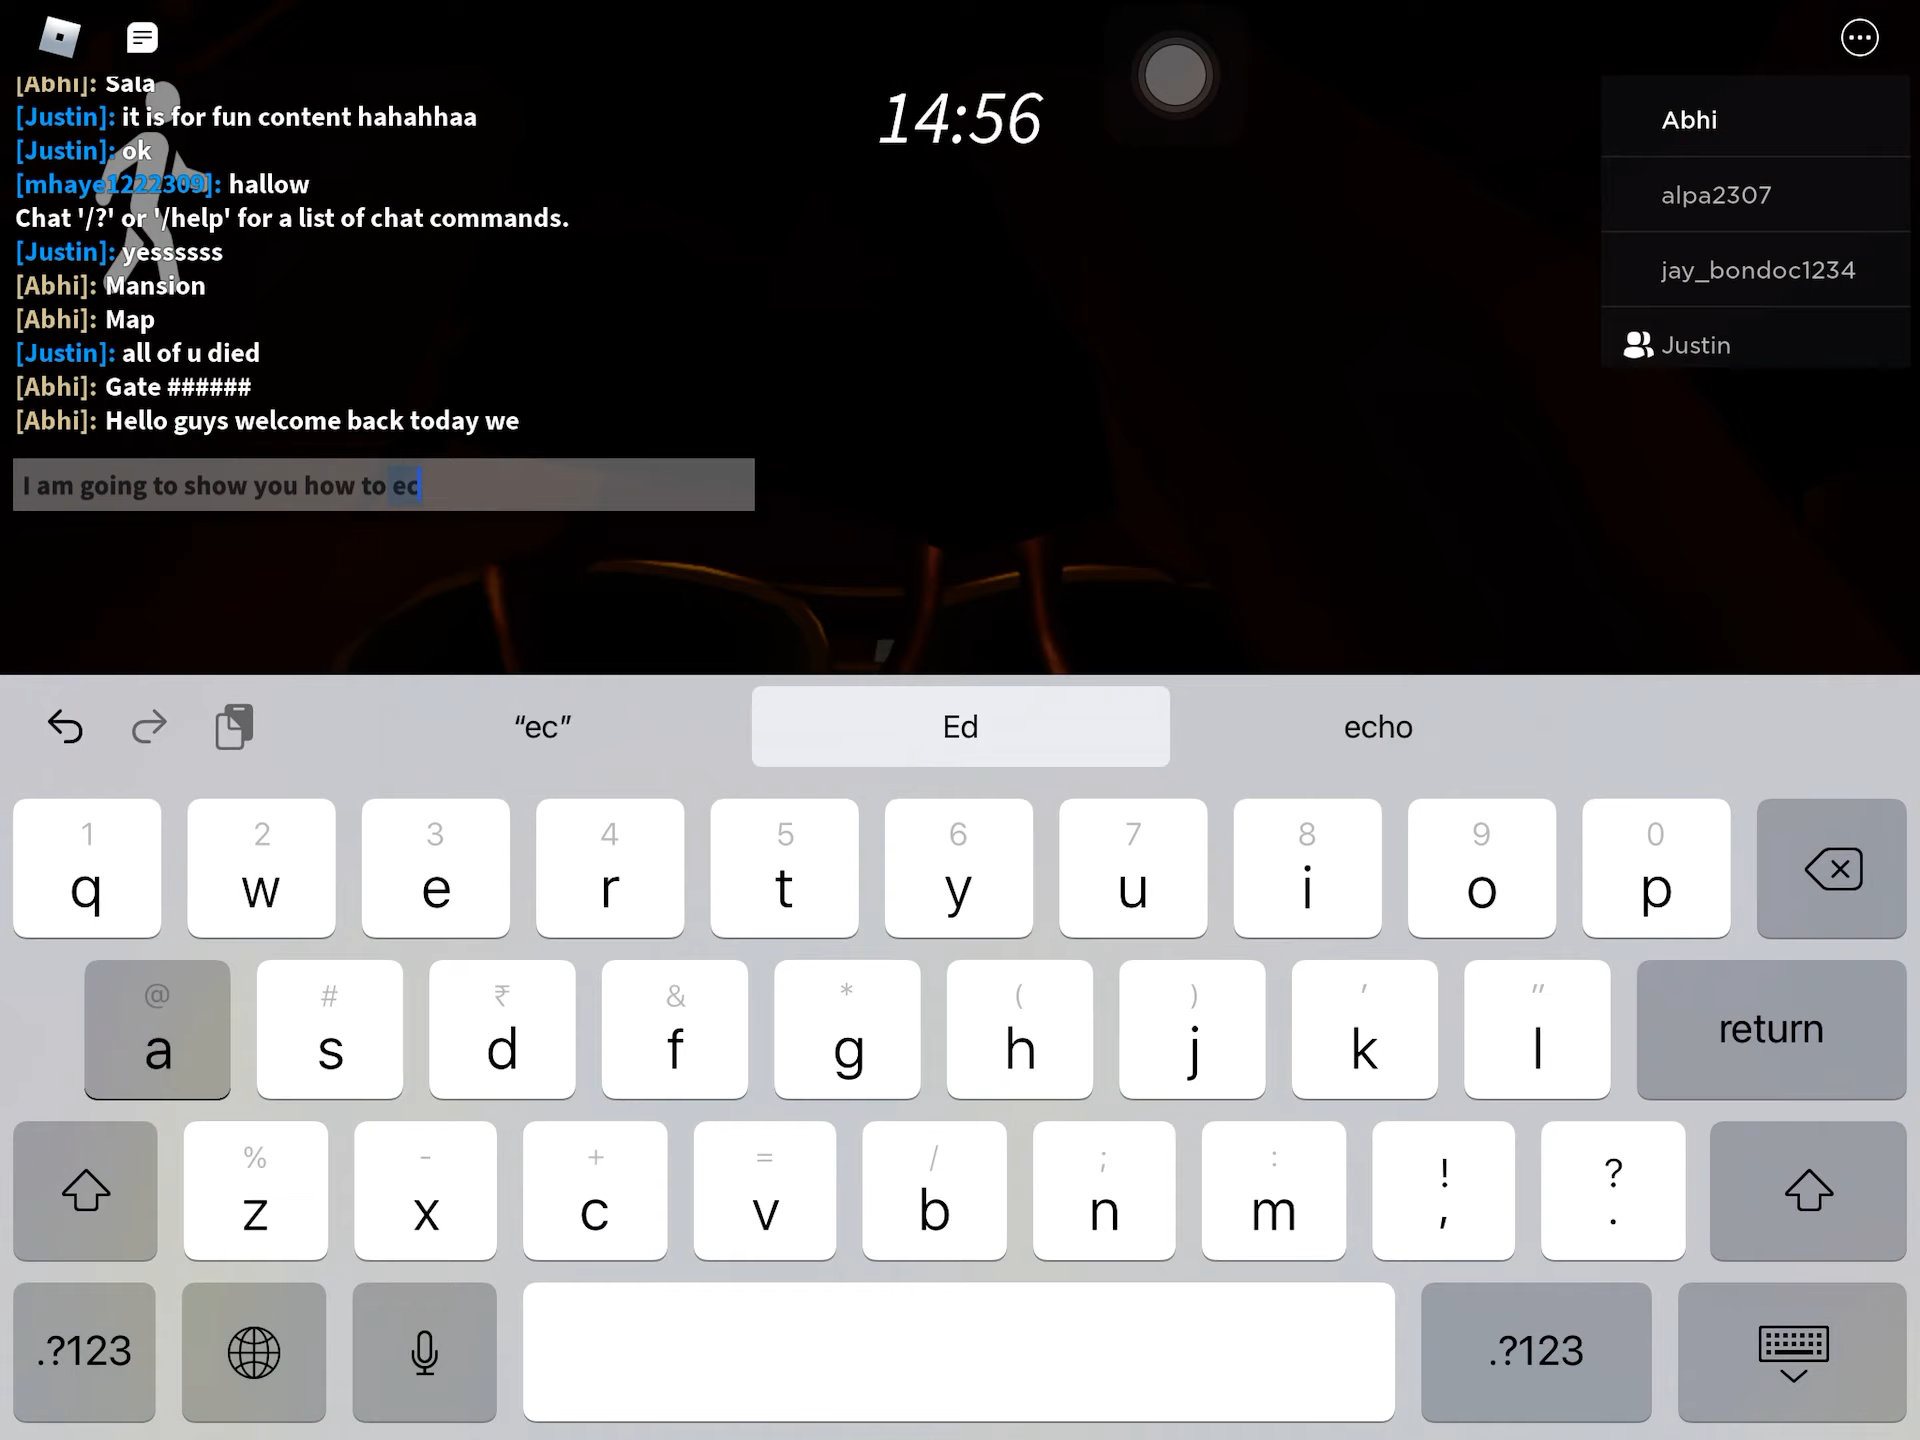 [Abhi]: Sala
[Justin]: it is for fun content hahahhaa
[Justin]: ok
[mhaye1222309]: hallow
Chat '/?' or '/help' for a list of chat commands.
[Justin]: yessssss
[Abhi]: Mansion
[Abhi]: Map
[Justin]: all of u died
[Abhi]: Gate ######
[Abhi]: Hello guys welcome back today we
I am going to show you how to ec
14:56
Abhi
alpa2307
jay_bondoc1234
Justin
“ec” Ed echo
1 2 3 4 5 6 7 8 9 0
q w e r t y u i o p
@ # ₹ & * ( ) ' "
a s d f g h j k l return
% - + = / ; : ! ?
z x c v b n m , .
.?123 .?123